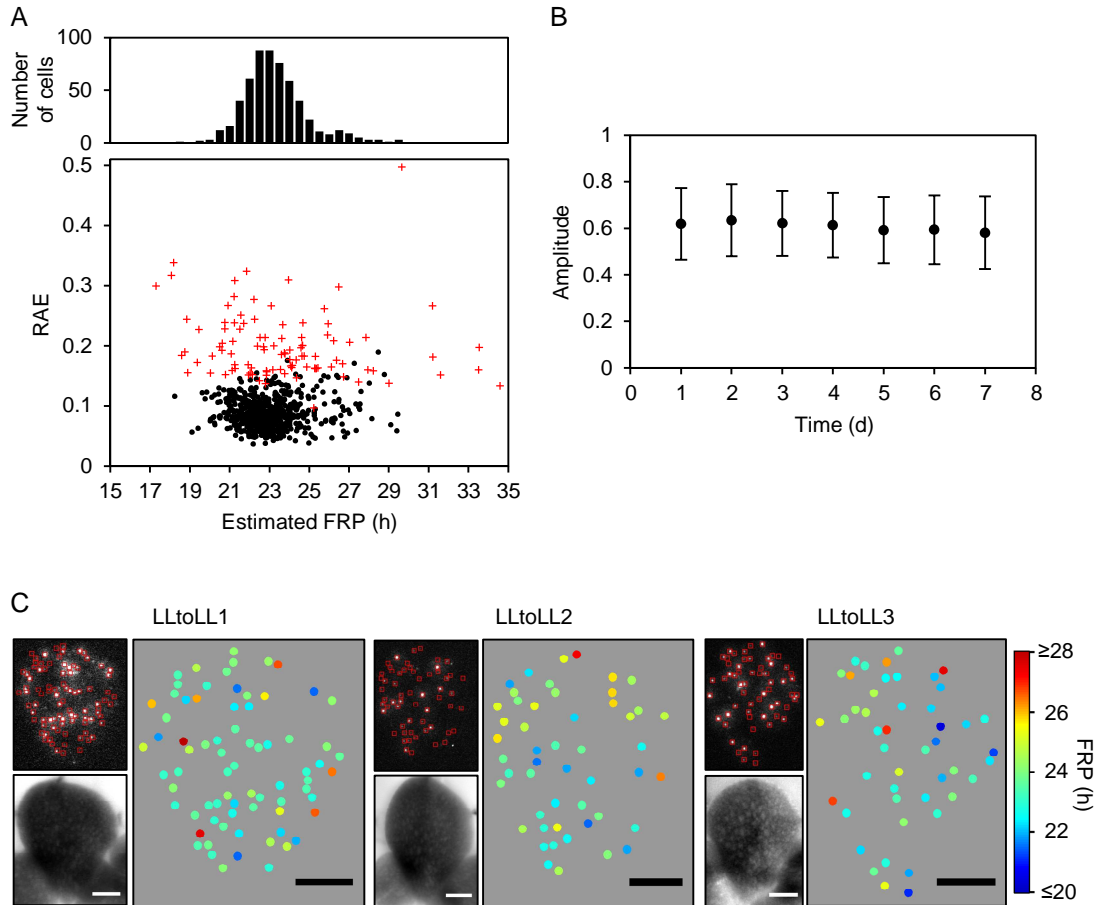 A
Number of cells
100
50
0
RAE
0.5
0.4
0.3
0.2
0.1
0
15 17 19 21 23 25 27 29 31 33 35
Estimated FRP (h)
B
Amplitude
1
0.8
0.6
0.4
0.2
0
0 1 2 3 4 5 6 7 8
Time (d)
C
LLtoLL1
LLtoLL2
LLtoLL3
≥28
26
24
22
≤20
FRP (h)